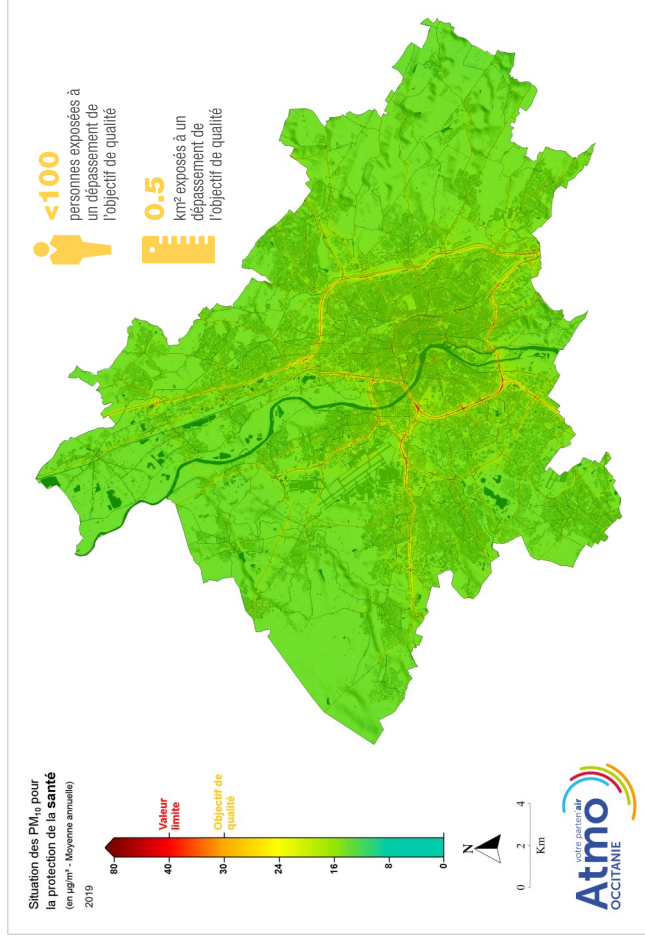 Situation des PM₁₀ pour
la protection de la santé
(en µg/m³ - Moyenne annuelle)
2019
80
40
30
24
16
8
0
Valeur
limite
Objectif de
qualité
N
0 2 4
Km
votre parten'air
Atmo
OCCITANIE
<100
personnes exposées à
un dépassement de
l'objectif de qualité
0.5
km² exposés à un
dépassement de
l'objectif de qualité